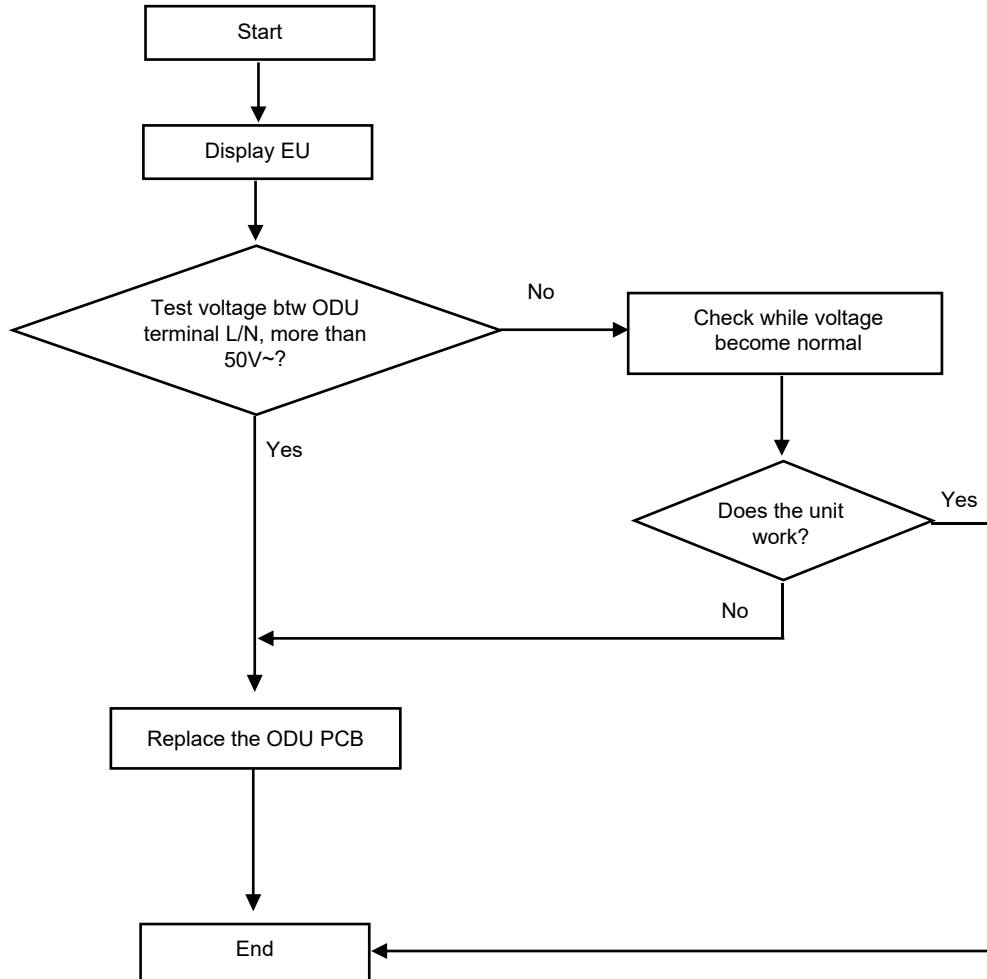 Start
Display EU
Test voltage btw ODU
terminal L/N, more than
50V~?
No
Check while voltage
become normal
Yes
Does the unit
work?
Yes
No
Replace the ODU PCB
End